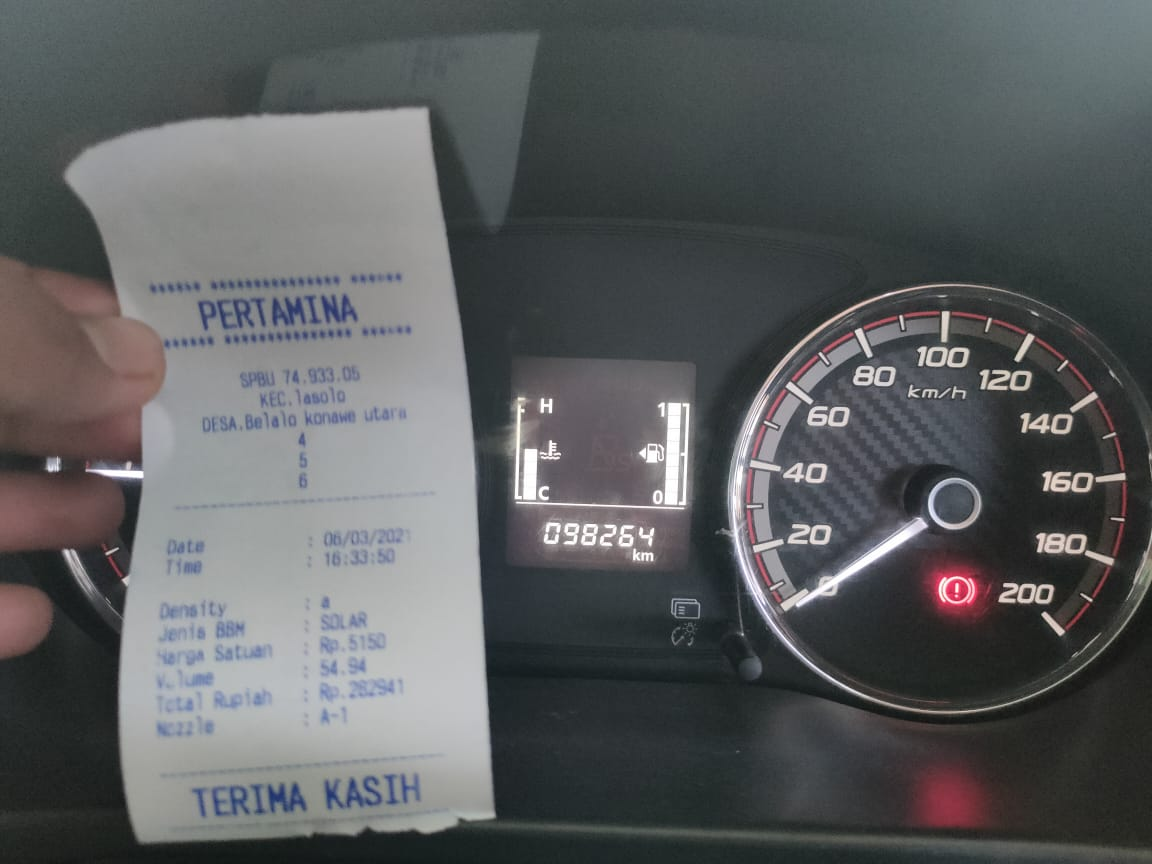 PERTAMINA
SPBU 74.933.05
KEC.lasolo
DESA.Belalo konawe utara
4
5
6
Date : 06/03/2021
Time : 16:33:50
Density : a
Jenis BBM : SOLAR
Harga Satuan : Rp.5150
Volume : 54.94
Total Rupiah : Rp.282941
Nozzle : A-1
TERIMA KASIH
H
C
1
0
098264
km
0
20
40
60
80
100
120
140
160
180
200
km/h